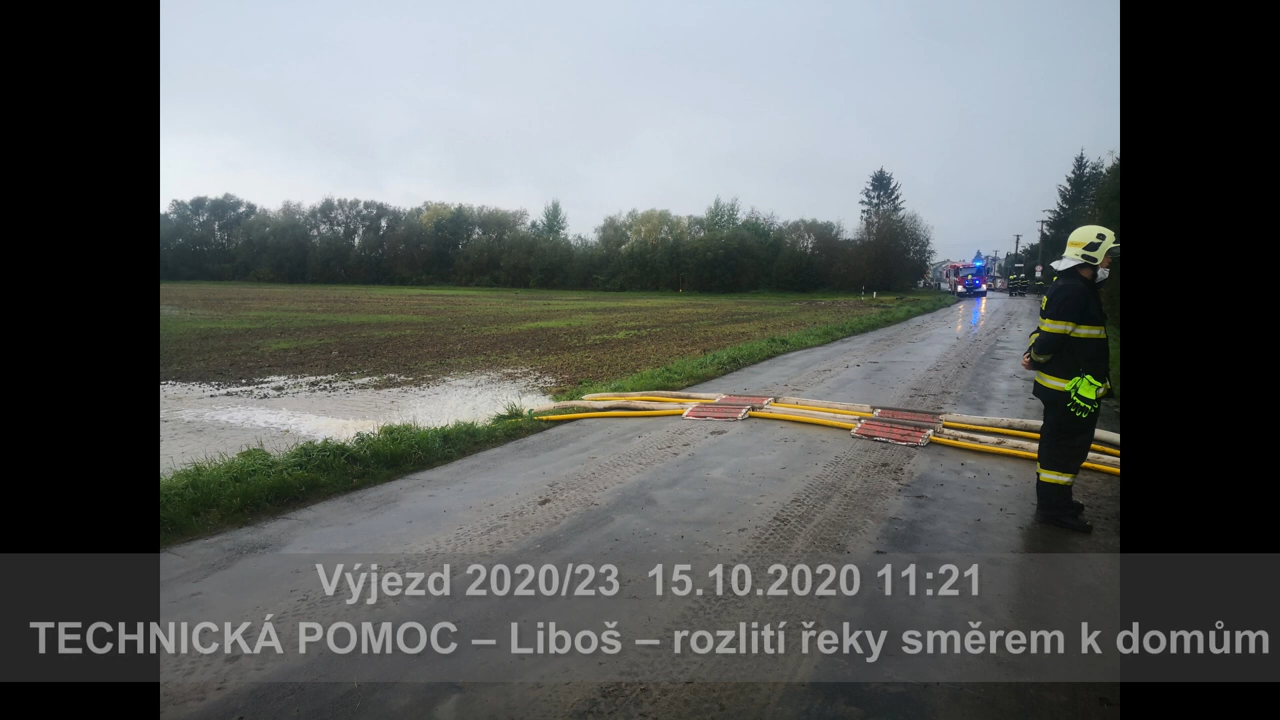 Výjezd 2020/23 15.10.2020 11:21
TECHNICKÁ POMOC – Liboš – rozlití řeky směrem k domům